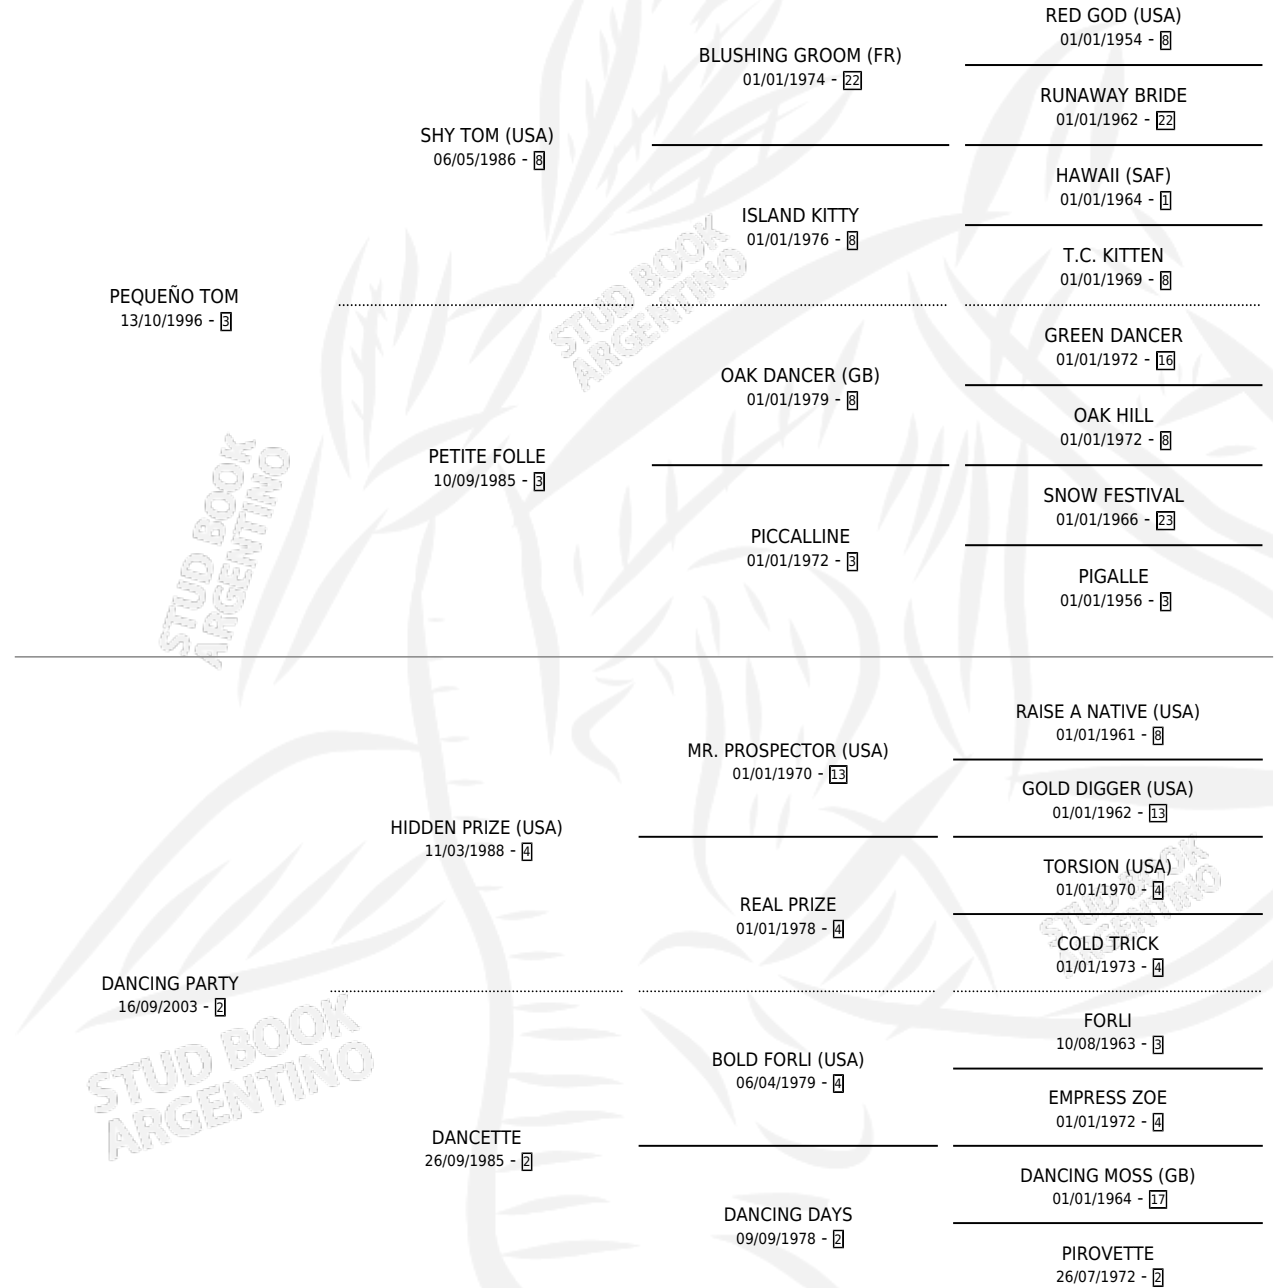 RED GOD (USA)
01/01/1954 - 8
BLUSHING GROOM (FR)
01/01/1974 - 22
RUNAWAY BRIDE
01/01/1962 - 22
SHY TOM (USA)
06/05/1986 - 8
HAWAII (SAF)
01/01/1964 - 1
ISLAND KITTY
01/01/1976 - 8
T.C. KITTEN
01/01/1969 - 8
PEQUEÑO TOM
13/10/1996 - 3
STUD BOOK
ARGENTINO
GREEN DANCER
01/01/1972 - 16
OAK DANCER (GB)
01/01/1979 - 8
OAK HILL
01/01/1972 - 8
PETITE FOLLE
10/09/1985 - 3
SNOW FESTIVAL
01/01/1966 - 23
PICCALLINE
01/01/1972 - 3
PIGALLE
01/01/1956 - 3
STUD BOOK
ARGENTINO
RAISE A NATIVE (USA)
01/01/1961 - 8
MR. PROSPECTOR (USA)
01/01/1970 - 13
GOLD DIGGER (USA)
01/01/1962 - 13
HIDDEN PRIZE (USA)
11/03/1988 - 4
TORSION (USA)
01/01/1970 - 4
REAL PRIZE
01/01/1978 - 4
COLD TRICK
01/01/1973 - 4
STUD BOOK
ARGENTINO
DANCING PARTY
16/09/2003 - 2
FORLI
10/08/1963 - 3
BOLD FORLI (USA)
06/04/1979 - 4
EMPRESS ZOE
01/01/1972 - 4
STUD BOOK
ARGENTINO
DANCETTE
26/09/1985 - 2
DANCING MOSS (GB)
01/01/1964 - 17
DANCING DAYS
09/09/1978 - 2
PIROVETTE
26/07/1972 - 2